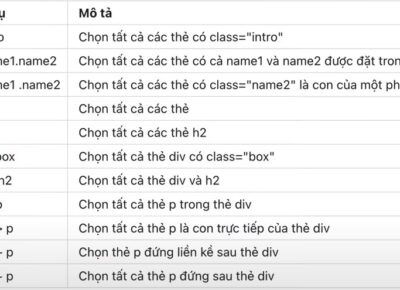 ụ Mô tả
o Chọn tất cả các thẻ có class="intro"
ne1.name2 Chọn tất cả các thẻ có cả name1 và name2 được đặt tron
ne1 .name2 Chọn tất cả các thẻ có class="name2" là con của một ph
Chọn tất cả các thẻ
Chọn tất cả các thẻ h2
box Chọn tất cả thẻ div có class="box"
h2 Chọn tất cả thẻ div và h2
p Chọn tất cả thẻ p trong thẻ div
> p Chọn tất cả thẻ p là con trực tiếp của thẻ div
p Chọn thẻ p đứng liền kề sau thẻ div
p Chọn tất cả thẻ p đứng sau thẻ div